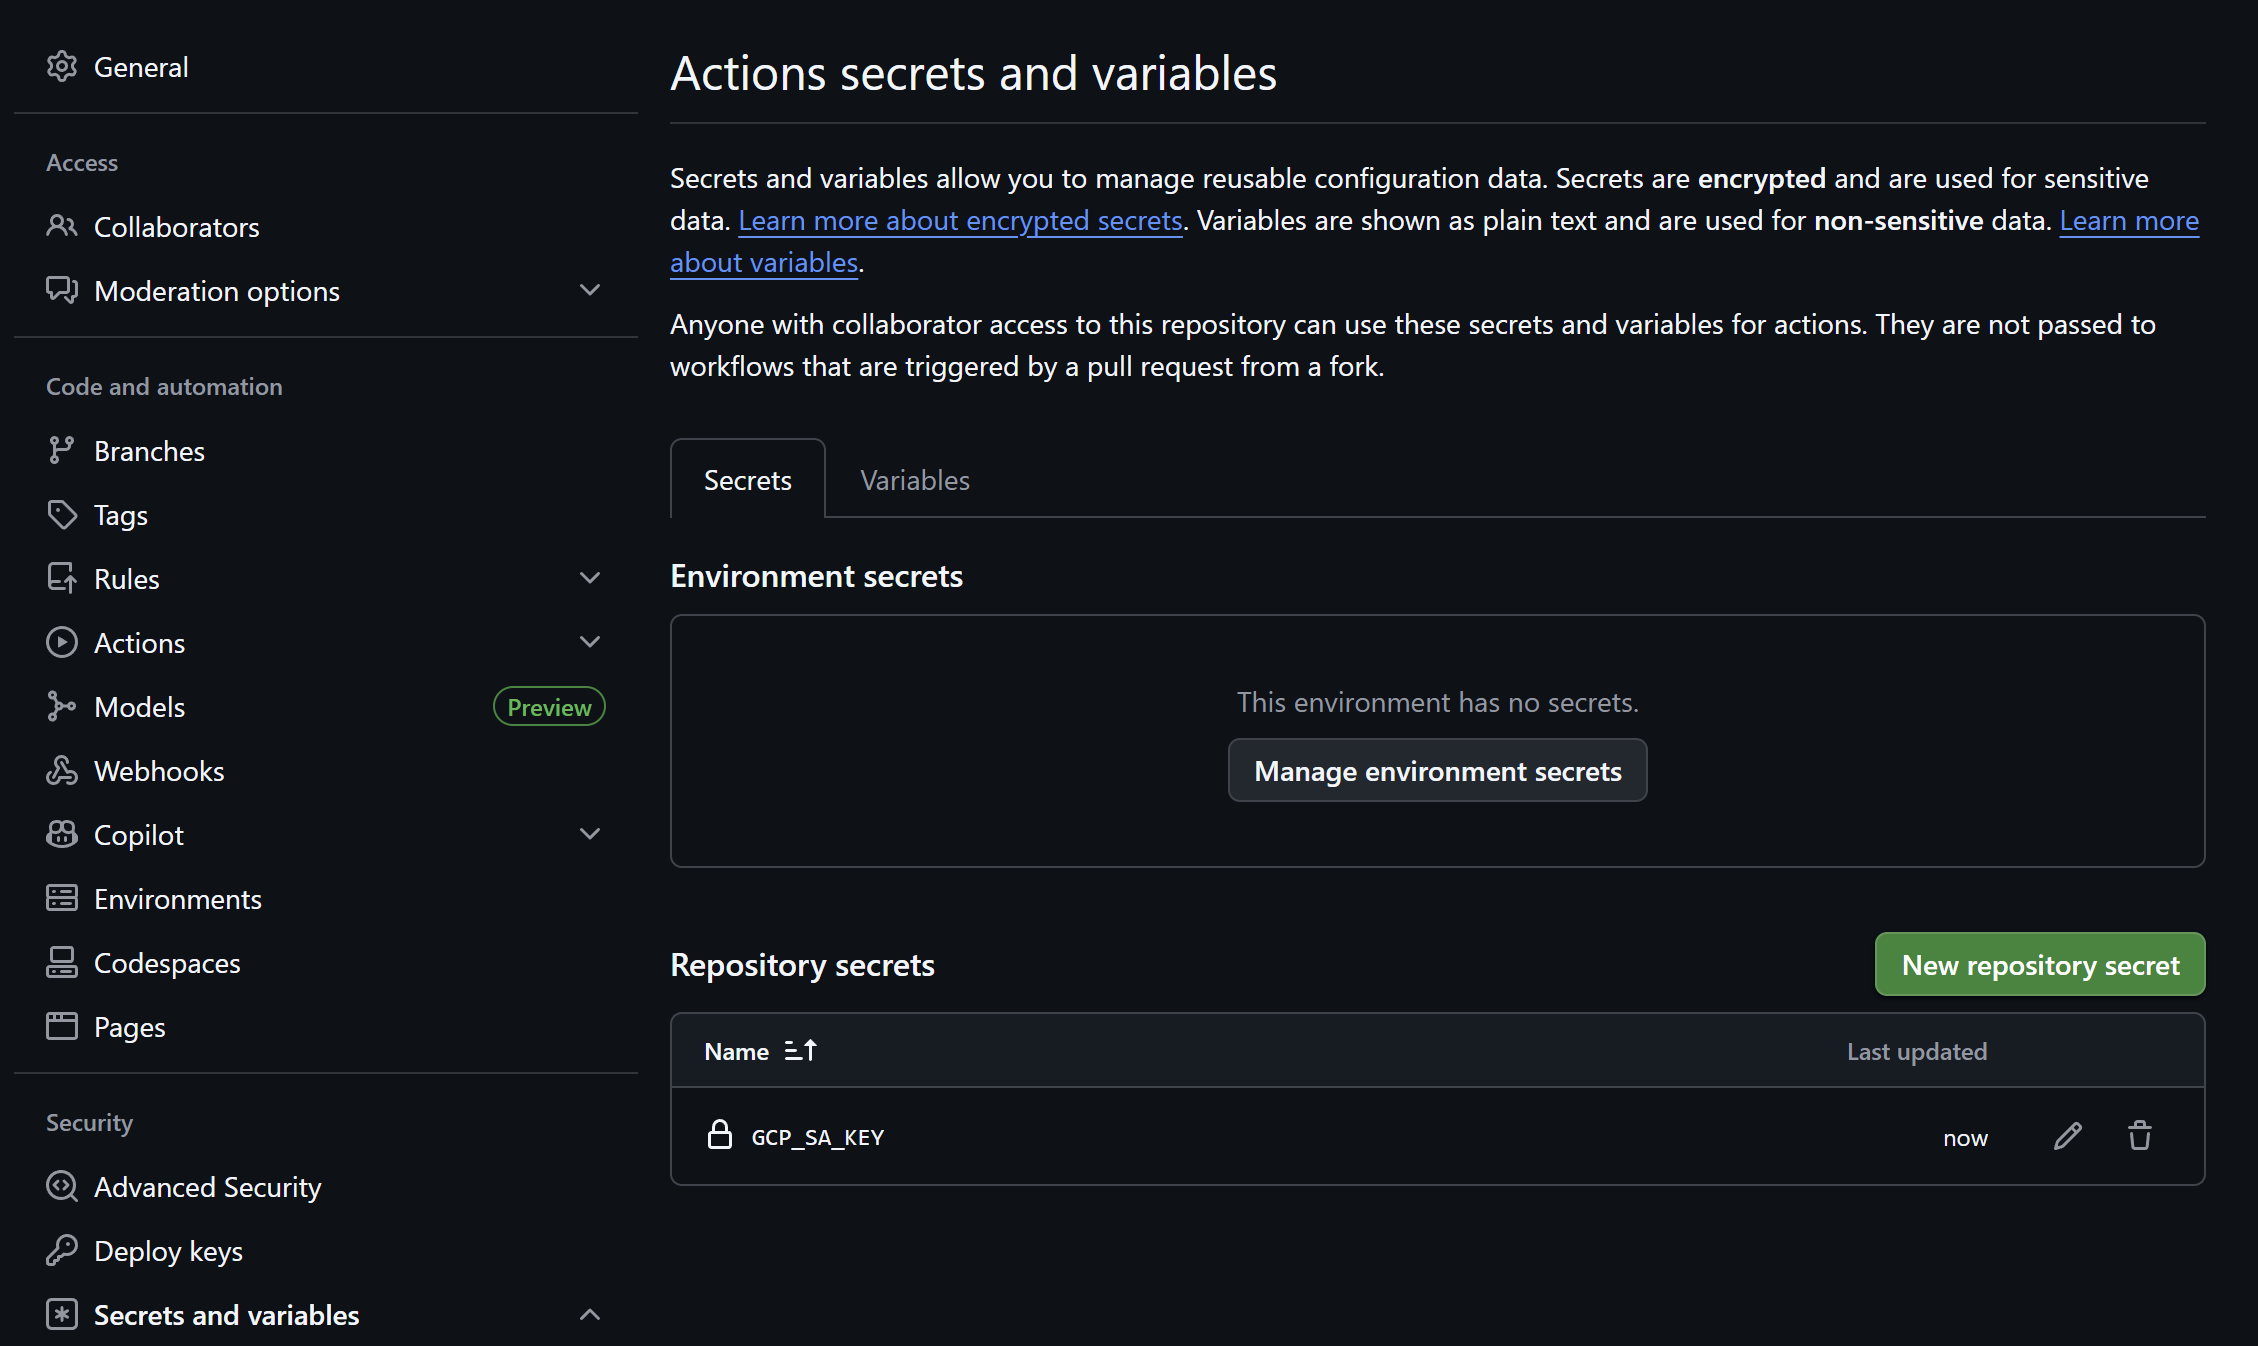 General
Access
Collaborators
Moderation options
Code and automation
Branches
Tags
Rules
Actions
Models
Preview
Webhooks
Copilot
Environments
Codespaces
Pages
Security
Advanced Security
Deploy keys
Secrets and variables
Actions secrets and variables
Secrets and variables allow you to manage reusable configuration data. Secrets are encrypted and are used for sensitive
data. Learn more about encrypted secrets. Variables are shown as plain text and are used for non-sensitive data. Learn more
about variables.
Anyone with collaborator access to this repository can use these secrets and variables for actions. They are not passed to
workflows that are triggered by a pull request from a fork.
Secrets
Variables
Environment secrets
This environment has no secrets.
Manage environment secrets
Repository secrets
New repository secret
Name
Last updated
GCP_SA_KEY
now